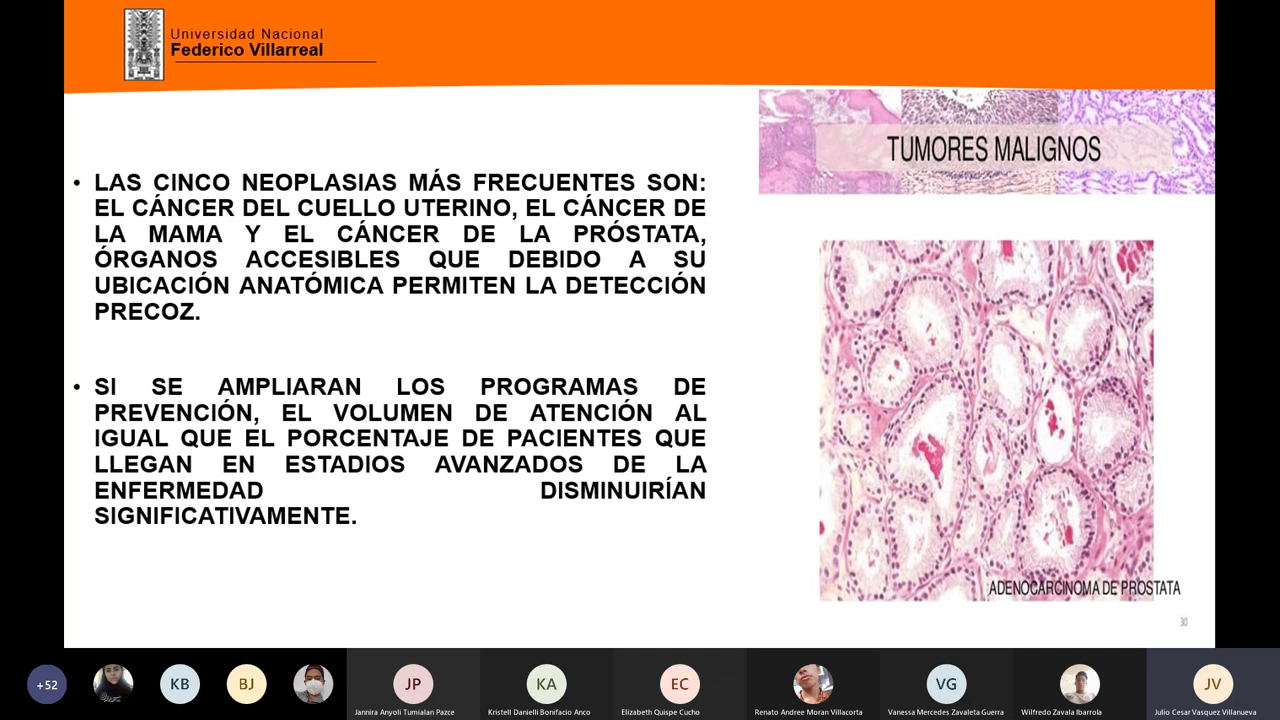 Universidad Nacional
Federico Villarreal
TUMORES MALIGNOS
• LAS CINCO NEOPLASIAS MÁS FRECUENTES SON:
EL CÁNCER DEL CUELLO UTERINO, EL CÁNCER DE
LA MAMA Y EL CÁNCER DE LA PRÓSTATA,
ÓRGANOS ACCESIBLES QUE DEBIDO A SU
UBICACIÓN ANATÓMICA PERMITEN LA DETECCIÓN
PRECOZ.
• SI SE AMPLIARAN LOS PROGRAMAS DE
PREVENCIÓN, EL VOLUMEN DE ATENCIÓN AL
IGUAL QUE EL PORCENTAJE DE PACIENTES QUE
LLEGAN EN ESTADIOS AVANZADOS DE LA
ENFERMEDAD DISMINUIRÍAN
SIGNIFICATIVAMENTE.
ADENOCARCINOMA DE PROSTATA
30
+52
KB
BJ
JP
KA
EC
VG
JV
Jannira Anyoli Tumialan Pazce
Kristell Danielli Bonifacio Anco
Elizabeth Quispe Cucho
Renato Andree Moran Villacorta
Vanessa Mercedes Zavaleta Guerra
Wilfredo Zavala Ibarrola
Julio Cesar Vasquez Villanueva